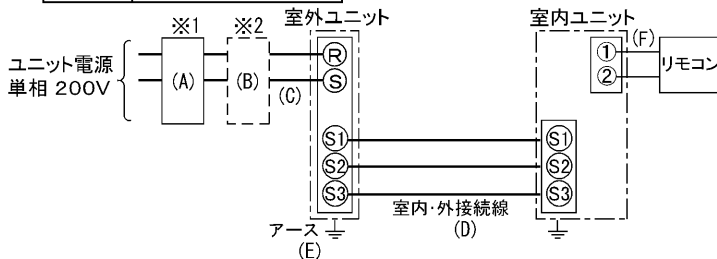 ※1
※2
室外ユニット
室内ユニット
ユニット電源
単相 200V
(A)
(B)
(C)
R
S
S1
S2
S3
アース
(E)
室内・外接続線
(D)
S1
S2
S3
①
②
(F)
リモコン